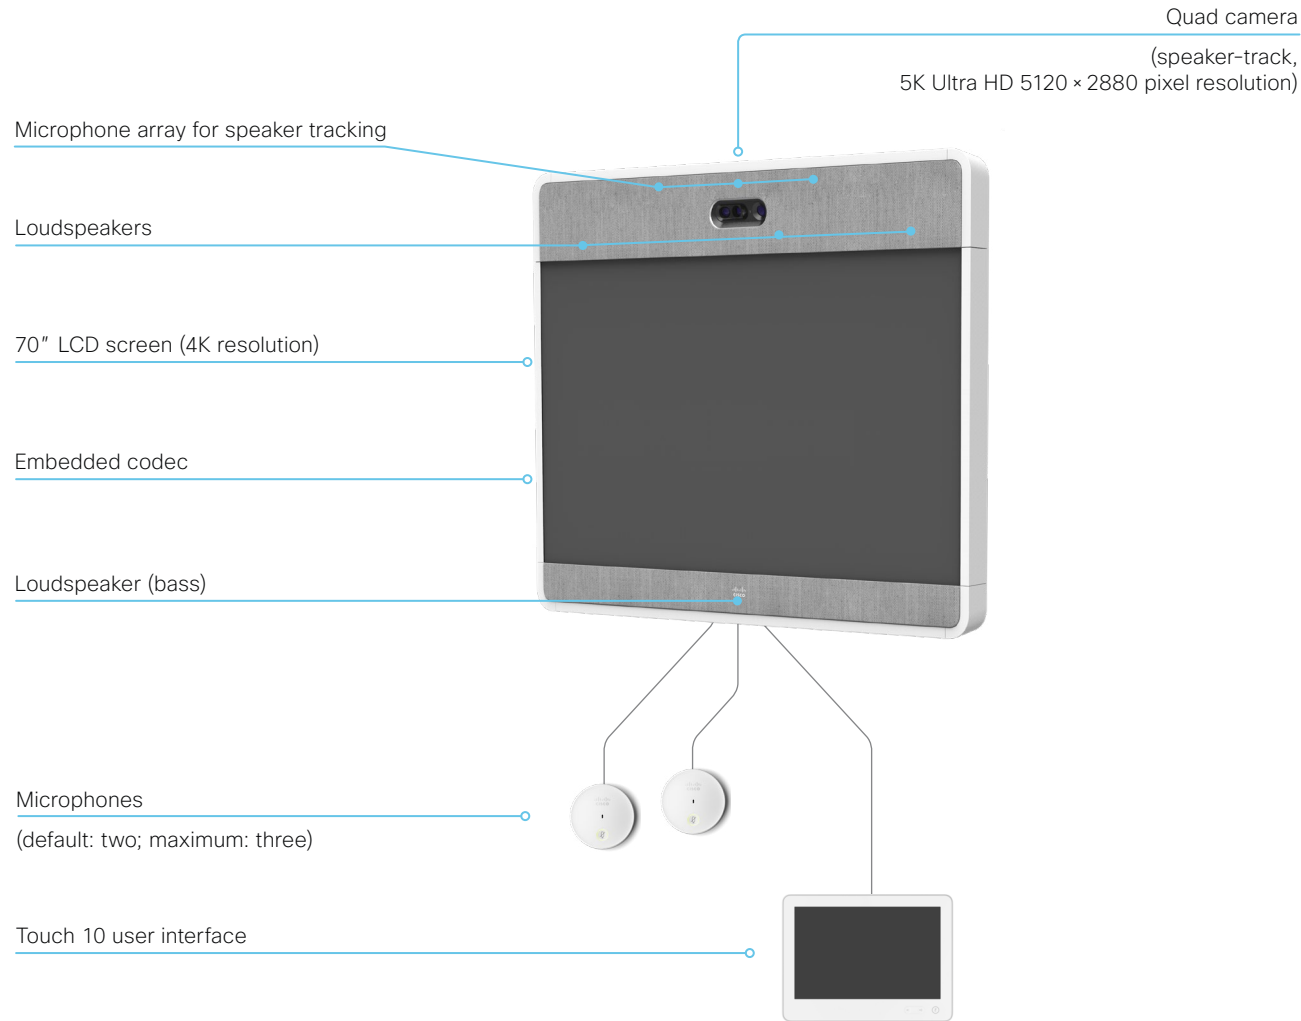 Quad camera
(speaker-track,
5K Ultra HD 5120 × 2880 pixel resolution)
Microphone array for speaker tracking
Loudspeakers
70" LCD screen (4K resolution)
Embedded codec
Loudspeaker (bass)
CISCO
Microphones
(default: two; maximum: three)
Touch 10 user interface